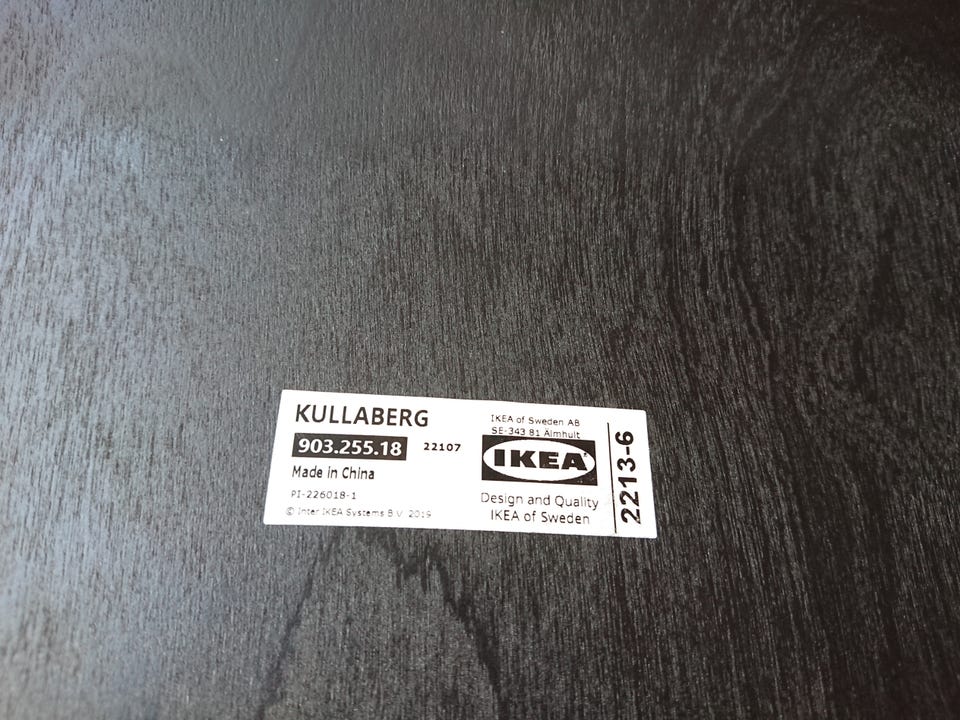 KULLABERG
903.255.18 22107
Made in China
PI-226018-1
© Inter IKEA Systems B.V. 2019
IKEA of Sweden AB
SE-343 81 Älmhult
IKEA
Design and Quality
IKEA of Sweden
2213-6